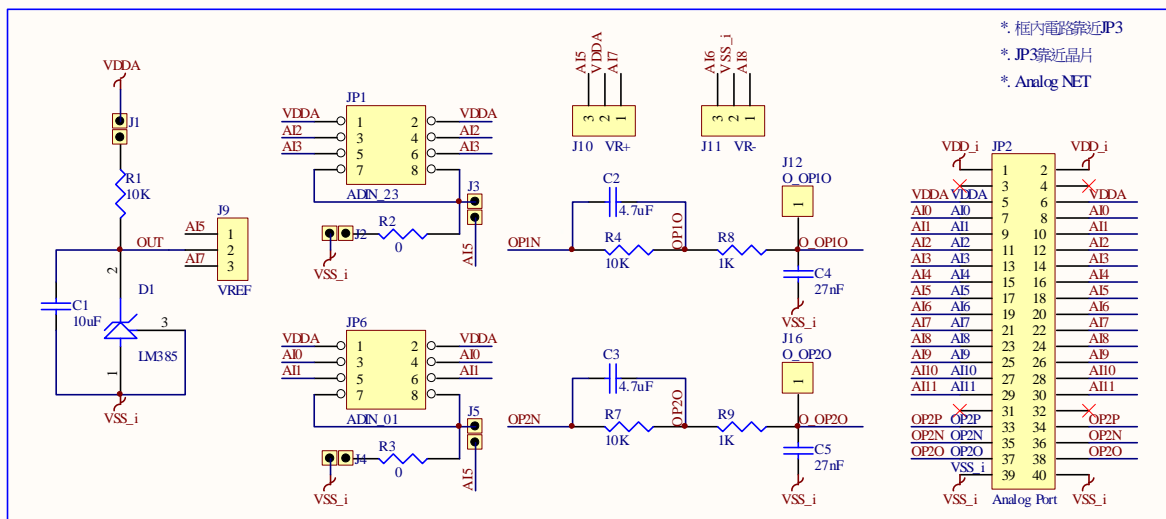 *. 框內電路靠近JP3
*. JP3靠近晶片
*. Analog NET
VDDA
J1
R1
10K
J9
AI5
OUT
AI7
1
2
3
VREF
2
D1
C1
10uF
3
LM385
1
VSS_i
JP1
VDDA 1 2 VDDA
AI2 3 4 AI2
AI3 5 6 AI3
7 8
ADIN_23
J3
R2
J2
0
VSS_i
AI5
JP6
VDDA 1 2 VDDA
AI0 3 4 AI0
AI1 5 6 AI1
7 8
ADIN_01
J5
R3
J4
0
VSS_i
AI5
AI5
VDDA
AI7
3 2 1
J10 VR+
AI6
VSS_i
AI8
3 2 1
J11 VR-
J12
O_OP1O
1
C2
4.7uF
OP1N
R4
10K
OP1O
R8
1K
O_OP1O
C4
27nF
VSS_i
J16
O_OP2O
1
C3
4.7uF
OP2N
R7
10K
OP2O
R9
1K
O_OP2O
C5
27nF
VSS_i
VDD_i JP2 VDD_i
1 2
3 4
VDDA VDDA 5 6 VDDA
AI0 AI0 7 8 AI0
AI1 AI1 9 10 AI1
AI2 AI2 11 12 AI2
AI3 AI3 13 14 AI3
AI4 AI4 15 16 AI4
AI5 AI5 17 18 AI5
AI6 AI6 19 20 AI6
AI7 AI7 21 22 AI7
AI8 AI8 23 24 AI8
AI9 AI9 25 26 AI9
AI10 AI10 27 28 AI10
AI11 AI11 29 30 AI11
31 32
OP2P OP2P 33 34 OP2P
OP2N OP2N 35 36 OP2N
OP2O OP2O 37 38 OP2O
VSS_i 39 40
VSS_i Analog Port VSS_i